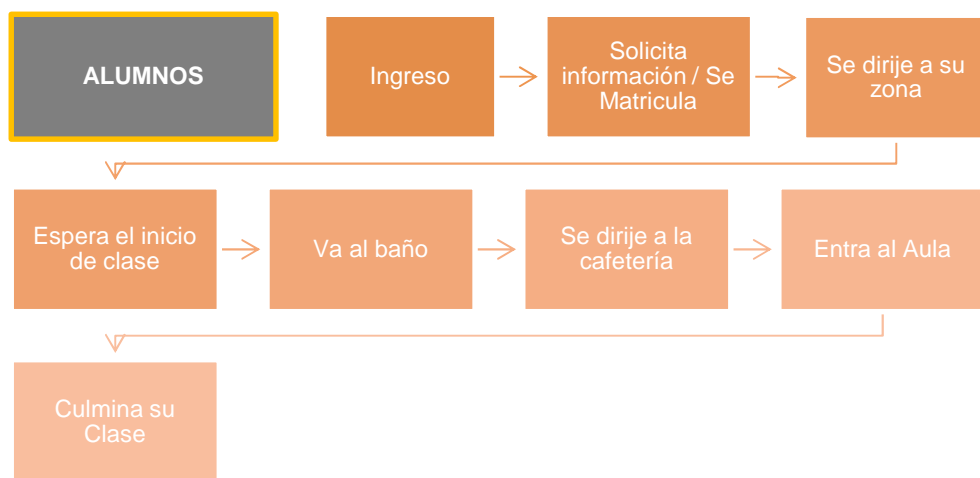 ALUMNOS
Ingreso
Solicita
información / Se
Matricula
Se dirije a su
zona
Espera el inicio
de clase
Va al baño
Se dirije a la
cafetería
Entra al Aula
Culmina su
Clase